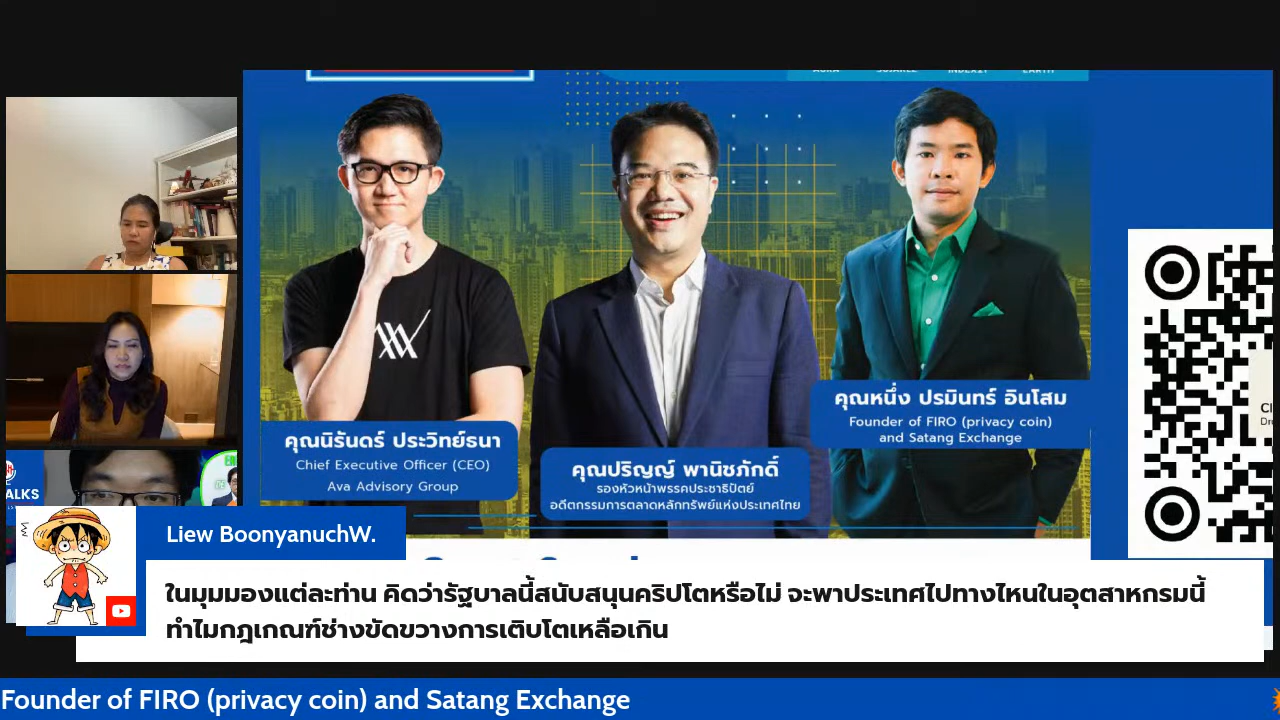 คุณนิรันดร์ ประวิทย์ธนา
Chief Executive Officer (CEO)
Ava Advisory Group
คุณปริญญ์ พานิชภักดิ์
รองหัวหน้าพรรคประชาธิปัตย์
อดีตกรรมการตลาดหลักทรัพย์แห่งประเทศไทย
คุณหนึ่ง ปรมินทร์ อินโสม
Founder of FIRO (privacy coin)
and Satang Exchange
ALKS
Liew BoonyanuchW.
ในมุมมองแต่ละท่าน คิดว่ารัฐบาลนี้สนับสนุนคริปโตหรือไม่ จะพาประเทศไปทางไหนในอุตสาหกรมนี้
ทำไมกฎเกณฑ์ช่างขัดขวางการเติบโตเหลือเกิน
Founder of FIRO (privacy coin) and Satang Exchange